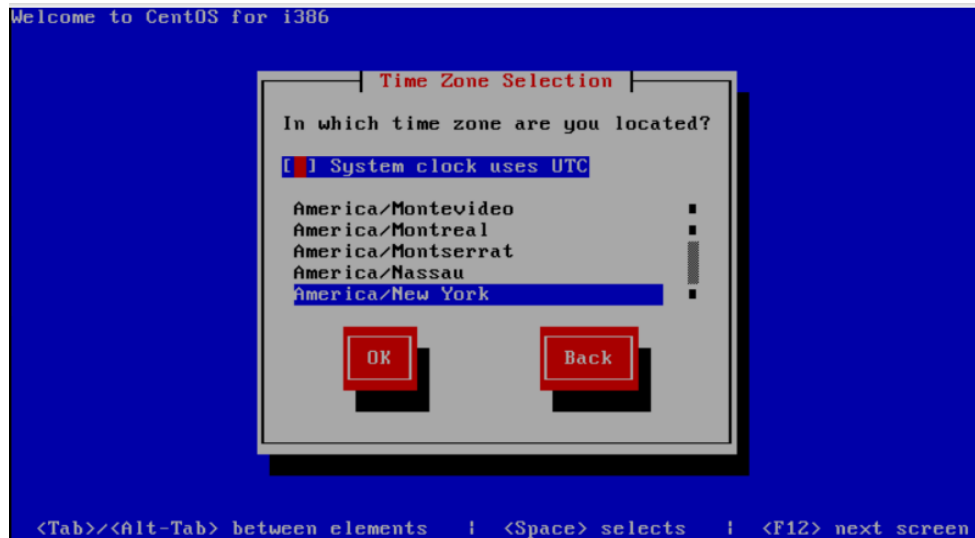 Welcome to CentOS for i386
Time Zone Selection
In which time zone are you located?
[ ] System clock uses UTC
America/Montevideo
America/Montreal
America/Montserrat
America/Nassau
America/New York
OK
Back
<Tab>/<Alt-Tab> between elements | <Space> selects | <F12> next screen